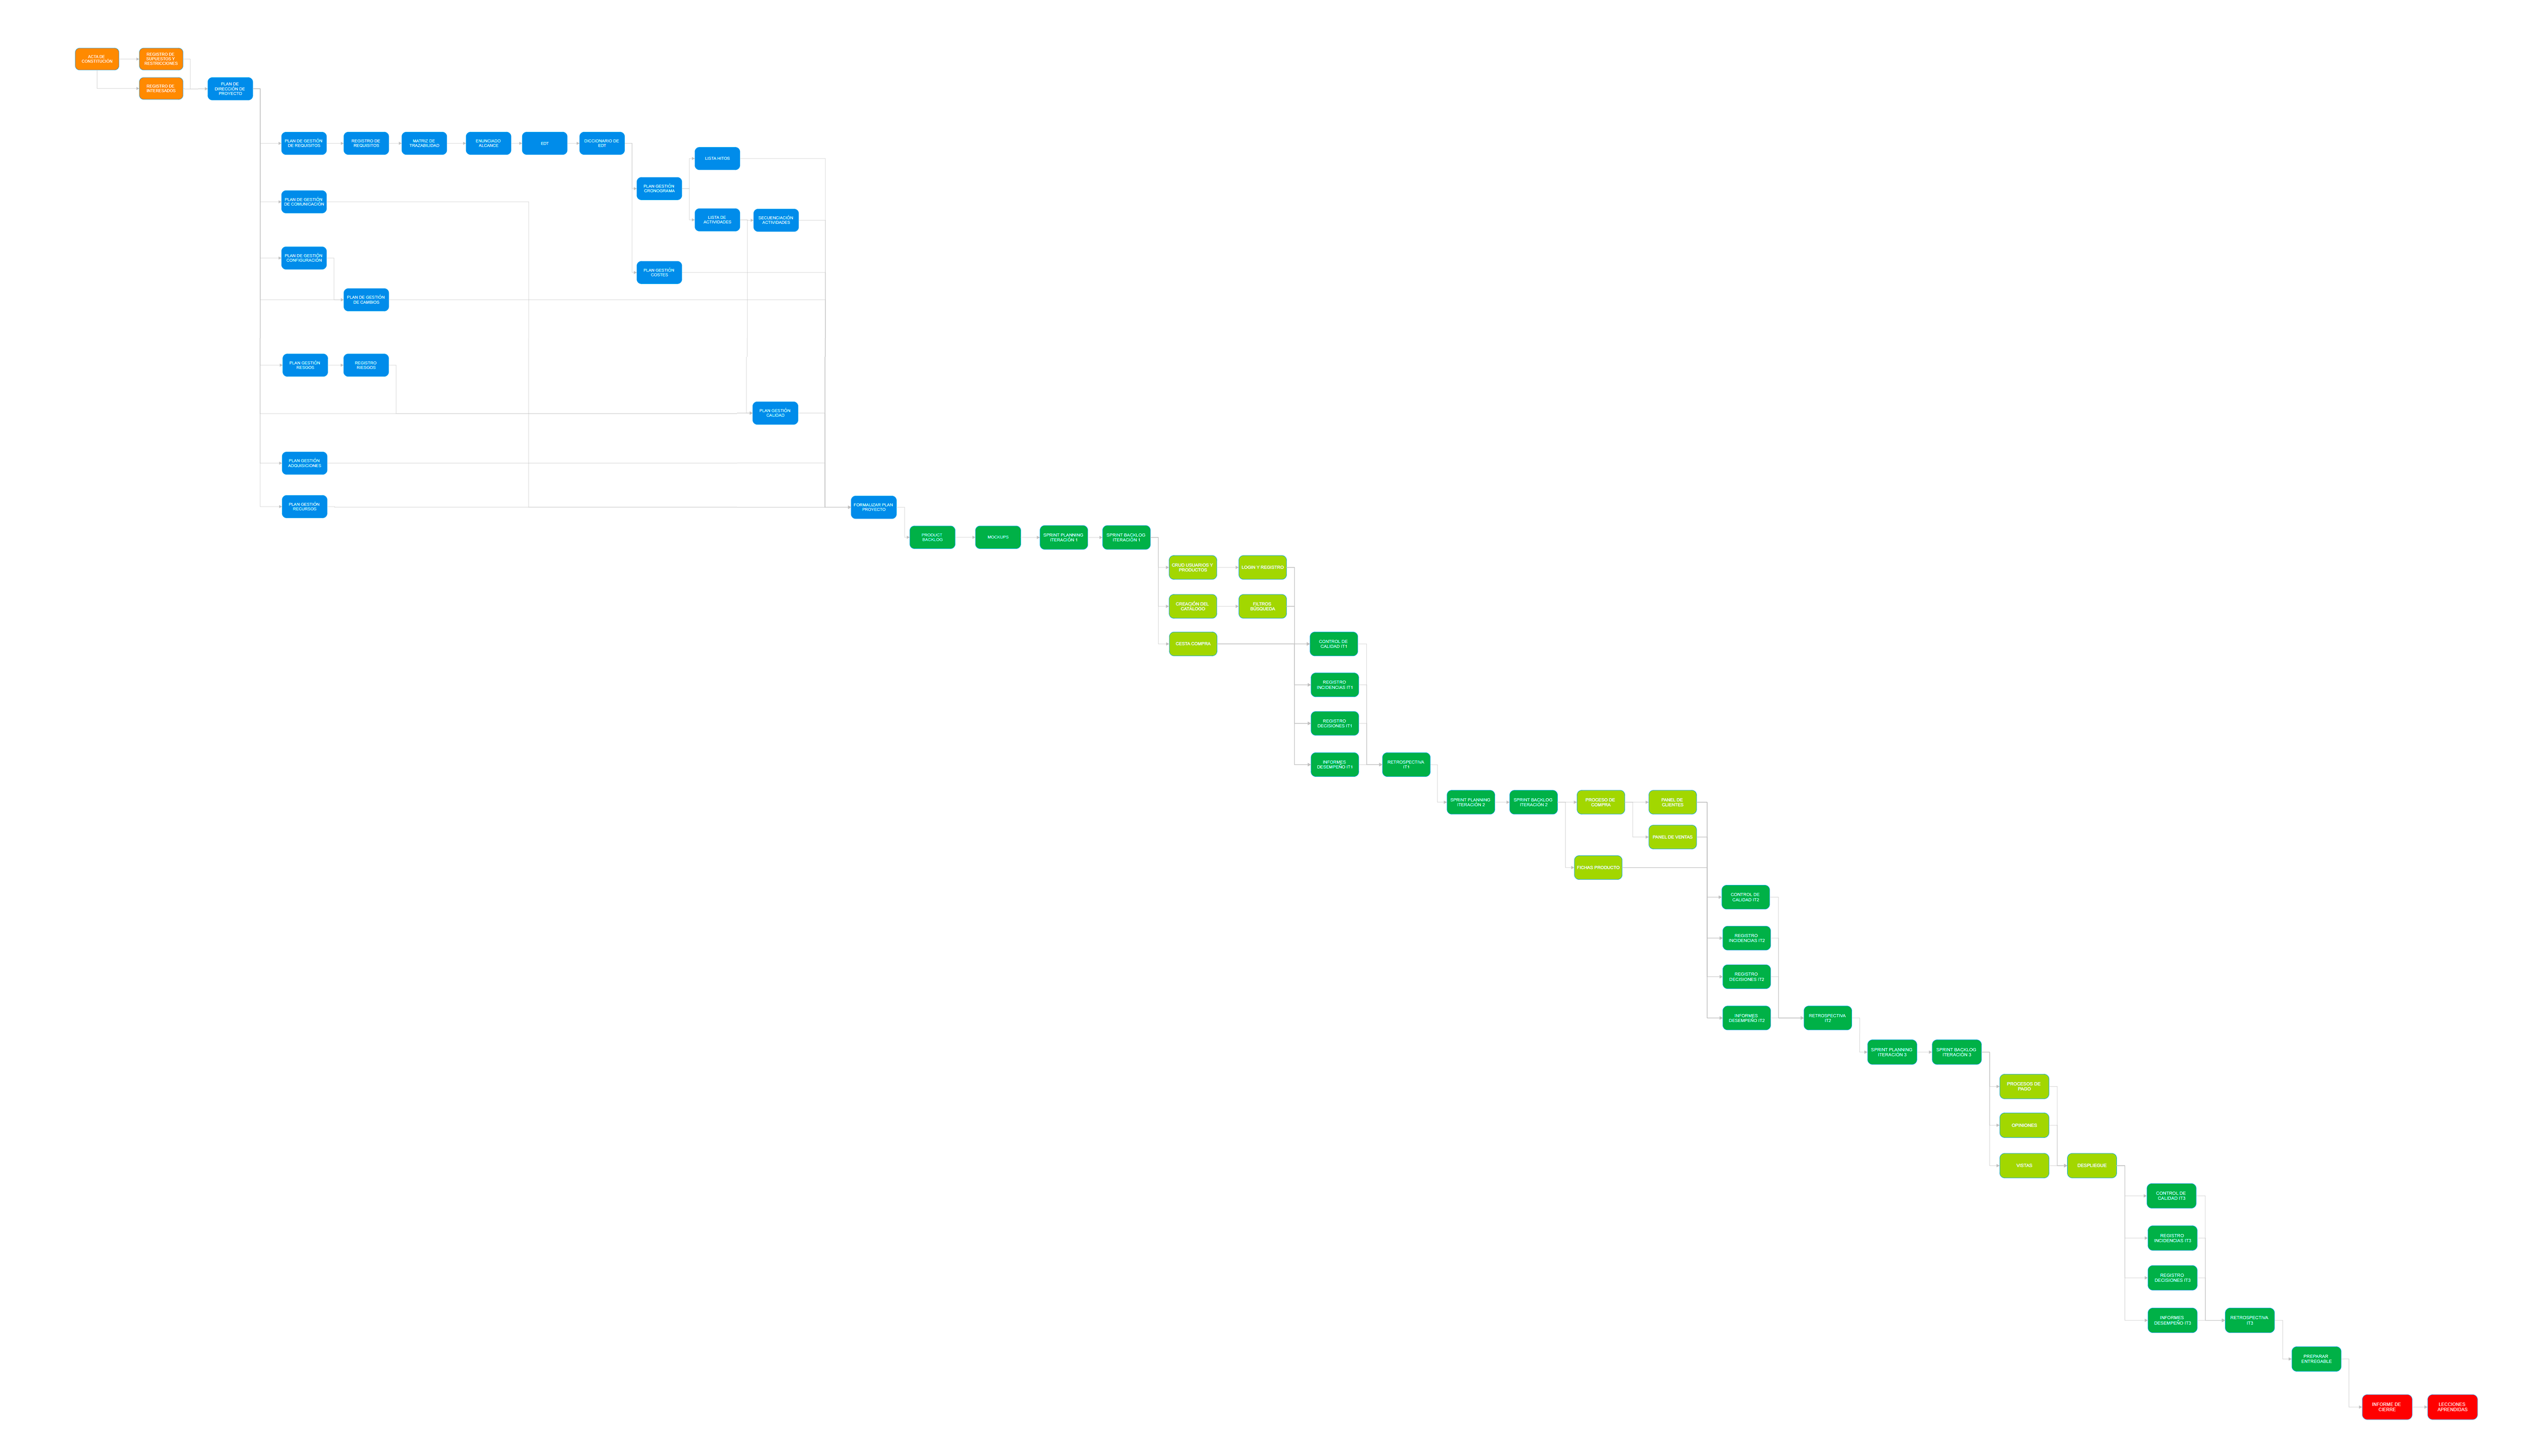 ACTA DE
CONSTITUCIÓN
REGISTRO DE
SUPUESTOS Y
RESTRICCIONES
REGISTRO DE
INTERESADOS
PLAN DE
DIRECCIÓN DE
PROYECTO
PLAN DE GESTIÓN
DE REQUISITOS
REGISTRO DE
REQUISITOS
MATRIZ DE
TRAZABILIDAD
ENUNCIADO
ALCANCE
EDT
DICCIONARIO DE
EDT
LISTA HITOS
PLAN GESTIÓN
CRONOGRAMA
PLAN DE GESTIÓN
DE COMUNICACIÓN
LISTA DE
ACTIVIDADES
SECUENCIACIÓN
ACTIVIDADES
PLAN DE GESTIÓN
CONFIGURACIÓN
PLAN GESTIÓN
COSTES
PLAN DE GESTIÓN
DE CAMBIOS
PLAN GESTIÓN
RIESGOS
REGISTRO
RIESGOS
PLAN GESTIÓN
CALIDAD
PLAN GESTIÓN
ADQUISICIONES
PLAN GESTIÓN
RECURSOS
FORMALIZAR PLAN
PROYECTO
PRODUCT
BACKLOG
MOCKUPS
SPRINT PLANNING
ITERACIÓN 1
SPRINT BACKLOG
ITERACIÓN 1
CRUD USUARIOS Y
PRODUCTOS
LOGIN Y REGISTRO
CREACIÓN DEL
CATÁLOGO
FILTROS
BÚSQUEDA
CESTA COMPRA
CONTROL DE
CALIDAD IT1
REGISTRO
INCIDENCIAS IT1
REGISTRO
DECISIONES IT1
INFORMES
DESEMPEÑO IT1
RETROSPECTIVA
IT1
SPRINT PLANNING
ITERACIÓN 2
SPRINT BACKLOG
ITERACIÓN 2
PROCESO DE
COMPRA
PANEL DE
CLIENTES
PANEL DE VENTAS
FICHAS PRODUCTO
CONTROL DE
CALIDAD IT2
REGISTRO
INCIDENCIAS IT2
REGISTRO
DECISIONES IT2
INFORMES
DESEMPEÑO IT2
RETROSPECTIVA
IT2
SPRINT PLANNING
ITERACIÓN 3
SPRINT BACKLOG
ITERACIÓN 3
PROCESOS DE
PAGO
OPINIONES
VISTAS
DESPLIEGUE
CONTROL DE
CALIDAD IT3
REGISTRO
INCIDENCIAS IT3
REGISTRO
DECISIONES IT3
INFORMES
DESEMPEÑO IT3
RETROSPECTIVA
IT3
PREPARAR
ENTREGABLE
INFORME DE
CIERRE
LECCIONES
APRENDIDAS